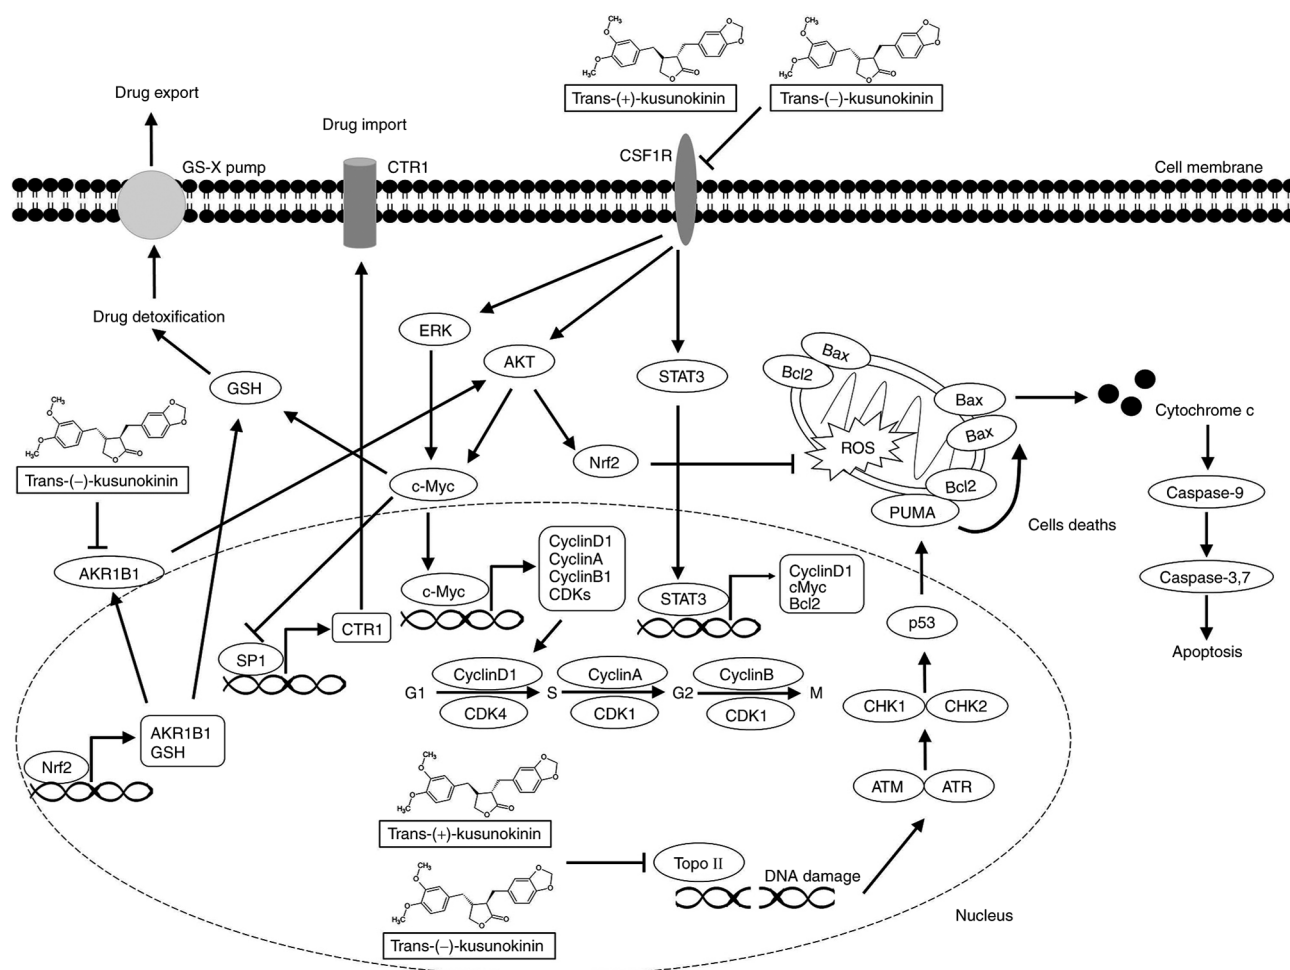 OCH₃
OCH₃
Trans-(+)-kusunokinin
OCH₃
OCH₃
Trans-(−)-kusunokinin
Drug export
Drug import
GS-X pump
CTR1
CSF1R
Cell membrane
Drug detoxification
ERK
AKT
STAT3
GSH
Bax
Bcl2
Bax
Bax
Bcl2
ROS
PUMA
Cytochrome c
Caspase-9
Caspase-3,7
Apoptosis
Cells deaths
Nrf2
c-Myc
Trans-(−)-kusunokinin
AKR1B1
c-Myc
CyclinD1
CyclinA
CyclinB1
CDKs
STAT3
CyclinD1
cMyc
Bcl2
SP1
CTR1
p53
G1
CyclinD1
CDK4
S
CyclinA
CDK1
G2
CyclinB
CDK1
M
CHK1
CHK2
Nrf2
AKR1B1
GSH
ATM
ATR
Trans-(+)-kusunokinin
Trans-(−)-kusunokinin
Topo II
DNA damage
Nucleus